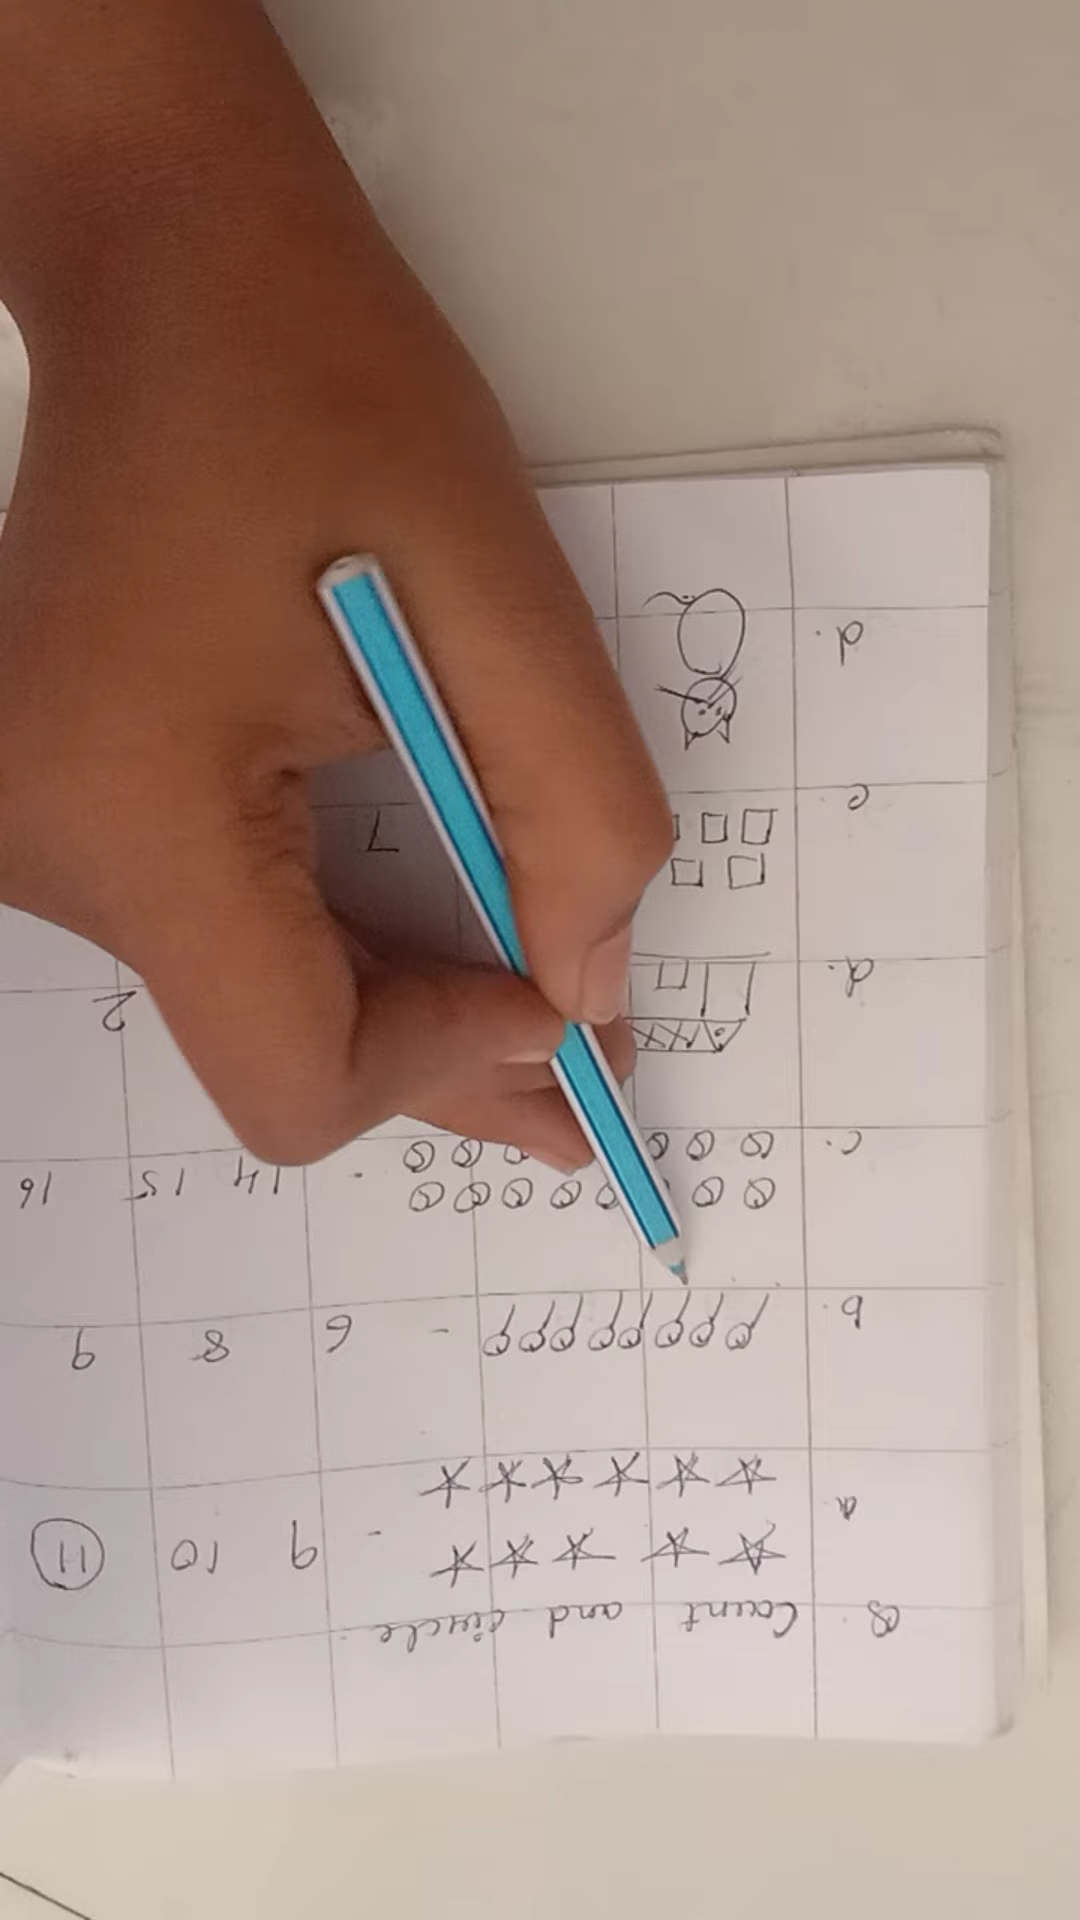 Q. Count and circle.
a. - 9 10 11
b. - 6 8 9
c. - 14 15 16
d. 2
e. 7
d.